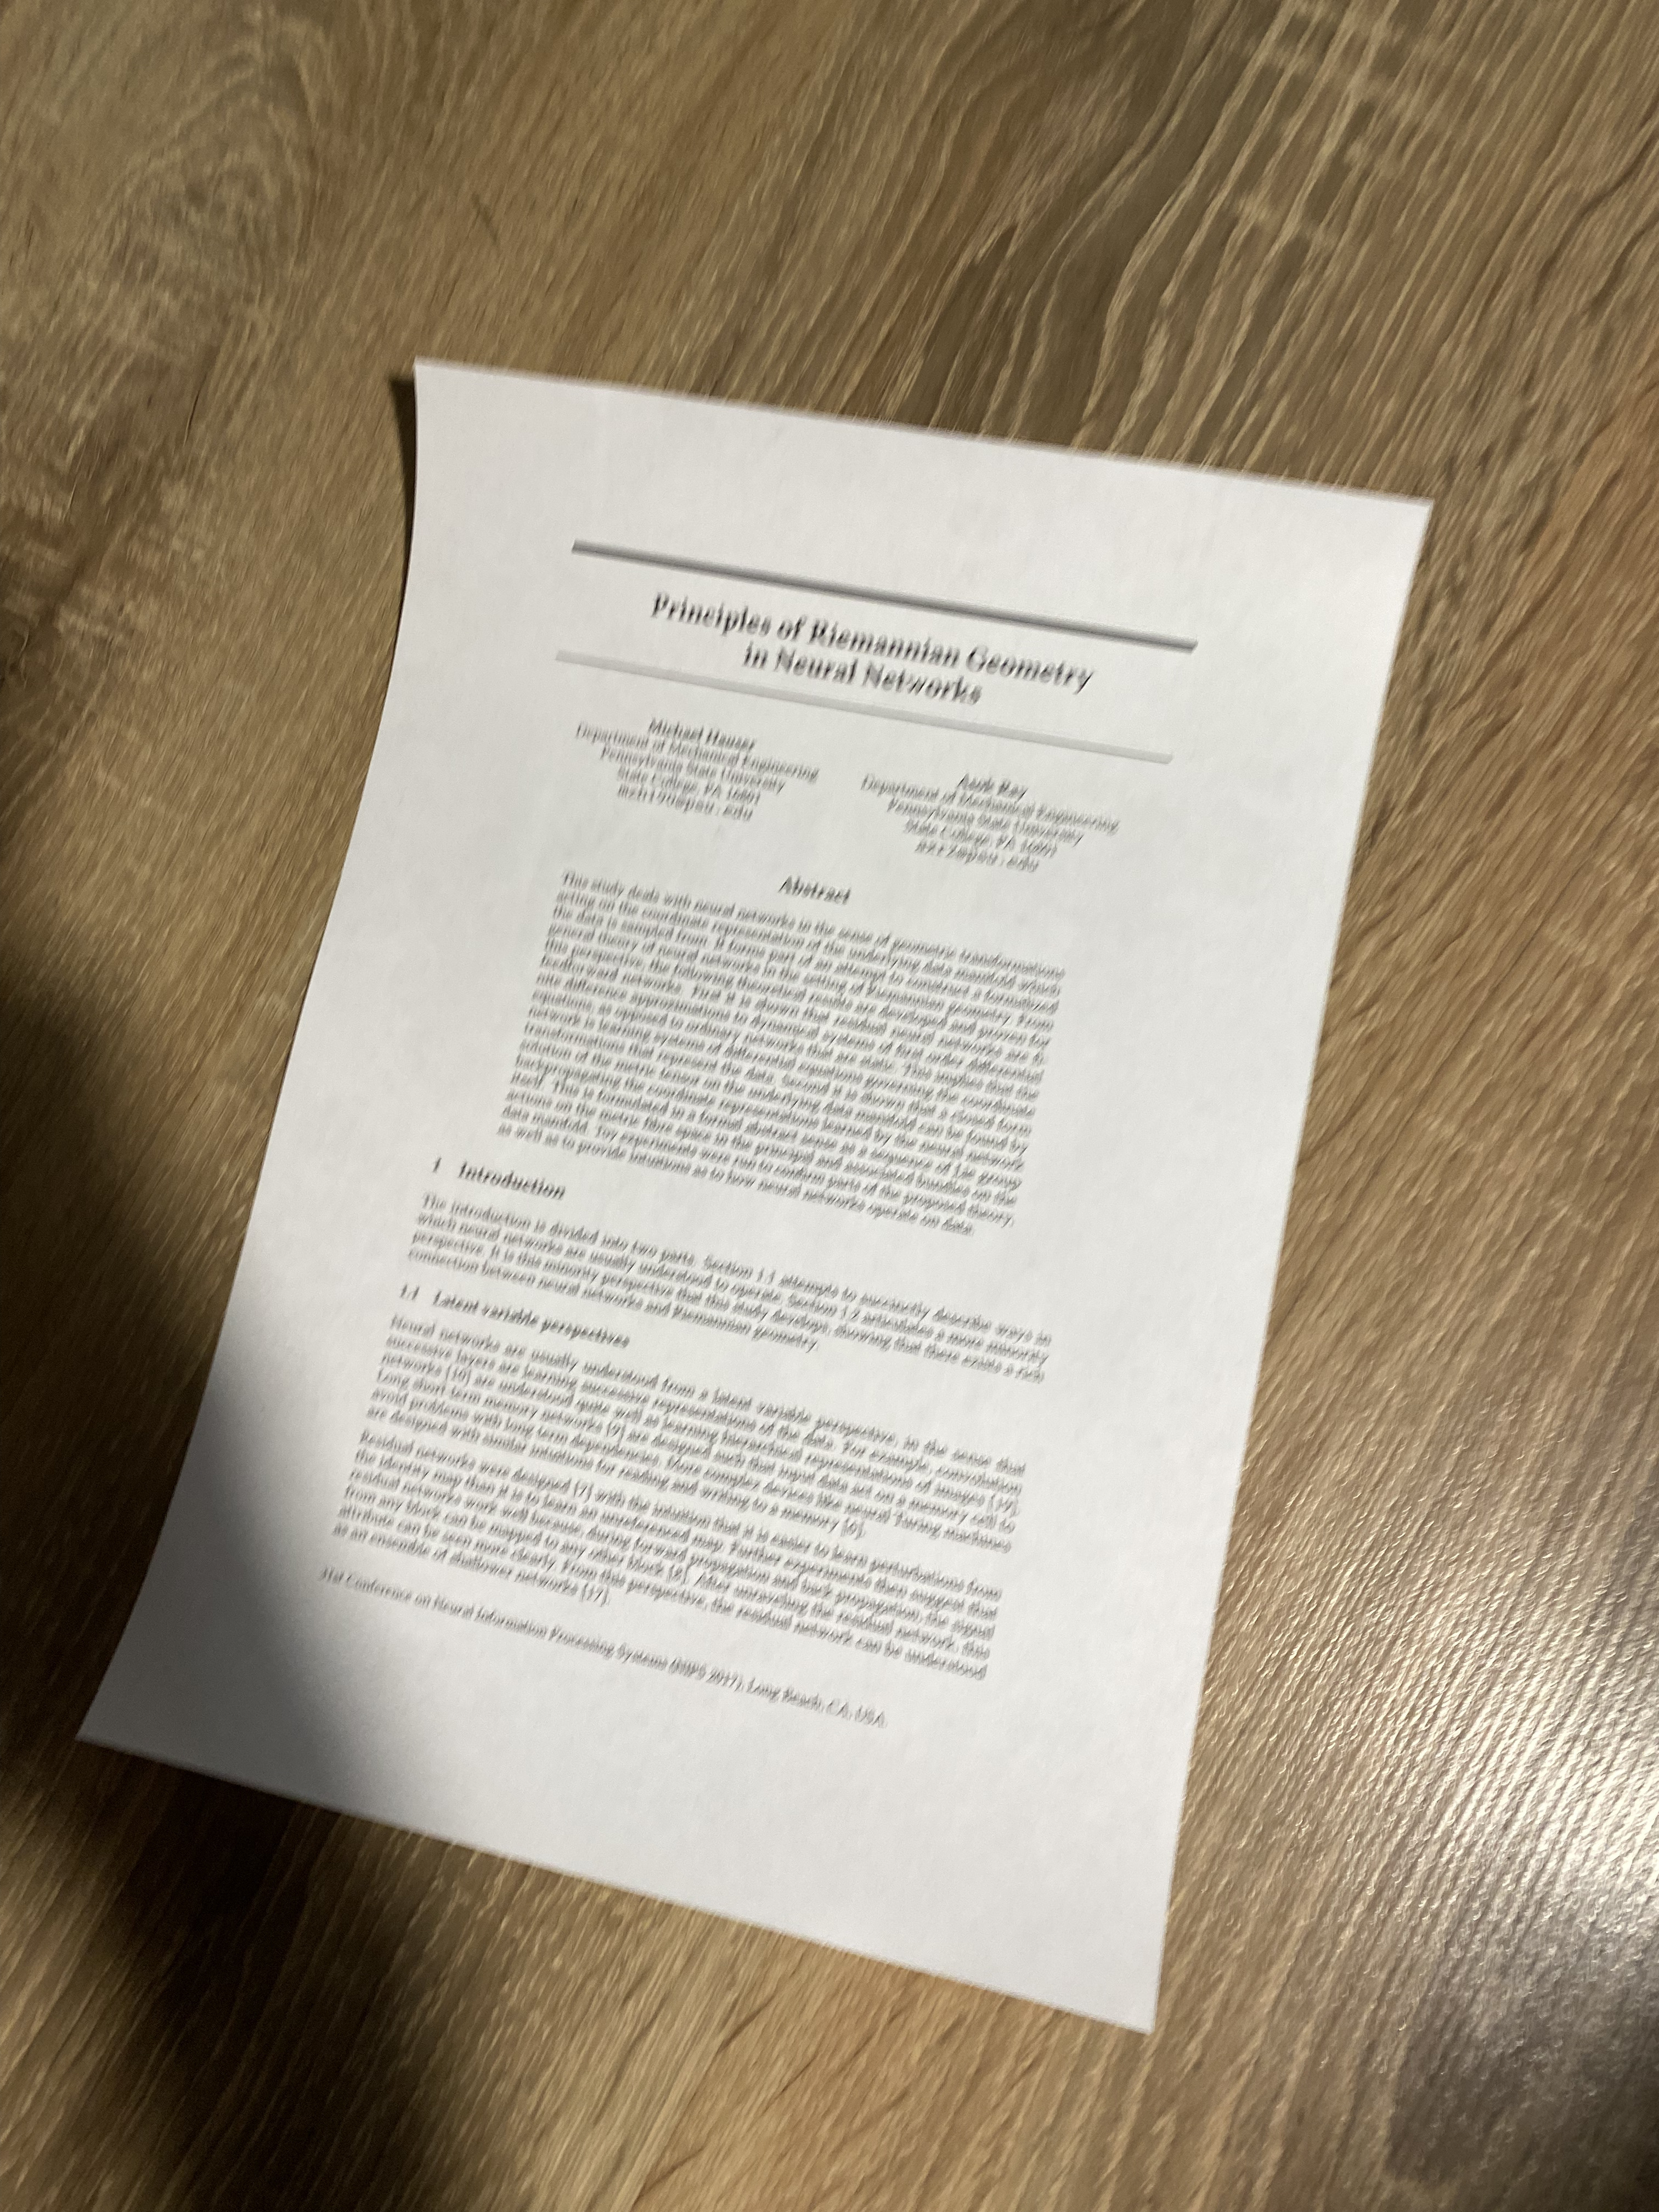 Principles of Riemannian Geometry
in Neural Networks
Michael Hauser
Department of Mechanical Engineering
Pennsylvania State University
State College, PA 16801
@psu.edu
Asok Ray
Department of Mechanical Engineering
Pennsylvania State University
State College, PA 16801
@psu.edu
Abstract
This study deals with neural networks in the sense of geometric transformations
acting on the coordinate representation of the underlying data manifold which
the data is sampled from. It forms part of an attempt to construct a formalized
general theory of neural networks in the setting of Riemannian geometry. From
this perspective, the following theoretical results are developed and proven for
feedforward networks. First it is shown that residual neural networks are fi-
nite difference approximations to dynamical systems of first order differential
equations, as opposed to ordinary networks that are static. This implies that the
network is learning systems of differential equations governing the coordinate
transformations that represent the data. Second it is shown that a closed form
solution of the metric tensor on the underlying data manifold can be found by
backpropagating the coordinate representations learned by the neural network
itself. This is formulated in a formal abstract sense as a sequence of Lie group
actions on the metric fibre space in the principal and associated bundles on the
data manifold. Toy experiments were run to confirm parts of the proposed theory,
as well as to provide intuitions as to how neural networks operate on data.
1 Introduction
The introduction is divided into two parts. Section 1.1 attempts to succinctly describe ways in
which neural networks are usually understood to operate. Section 1.2 articulates a more minority
perspective. It is this minority perspective that this study develops, showing that there exists a rich
connection between neural networks and Riemannian geometry.
1.1 Latent variable perspectives
Neural networks are usually understood from a latent variable perspective, in the sense that
successive layers are learning successive representations of the data. For example, convolution
networks [10] are understood quite well as learning hierarchical representations of images [19].
Long short term memory networks [9] are designed such that input data act on a memory cell to
avoid problems with long term dependencies. More complex devices like neural Turing machines
are designed with similar intuitions for reading and writing to a memory [6].
Residual networks were designed [7] with the intuition that it is easier to learn perturbations from
the identity map than it is to learn an unreferenced map. Further experiments then suggest that
residual networks work well because, during forward propagation and back propagation, the signal
from any block can be mapped to any other block [8]. After unraveling the residual network, this
attribute can be seen more clearly. From this perspective, the residual network can be understood
as an ensemble of shallower networks [17].
31st Conference on Neural Information Processing Systems (NIPS 2017), Long Beach, CA, USA.